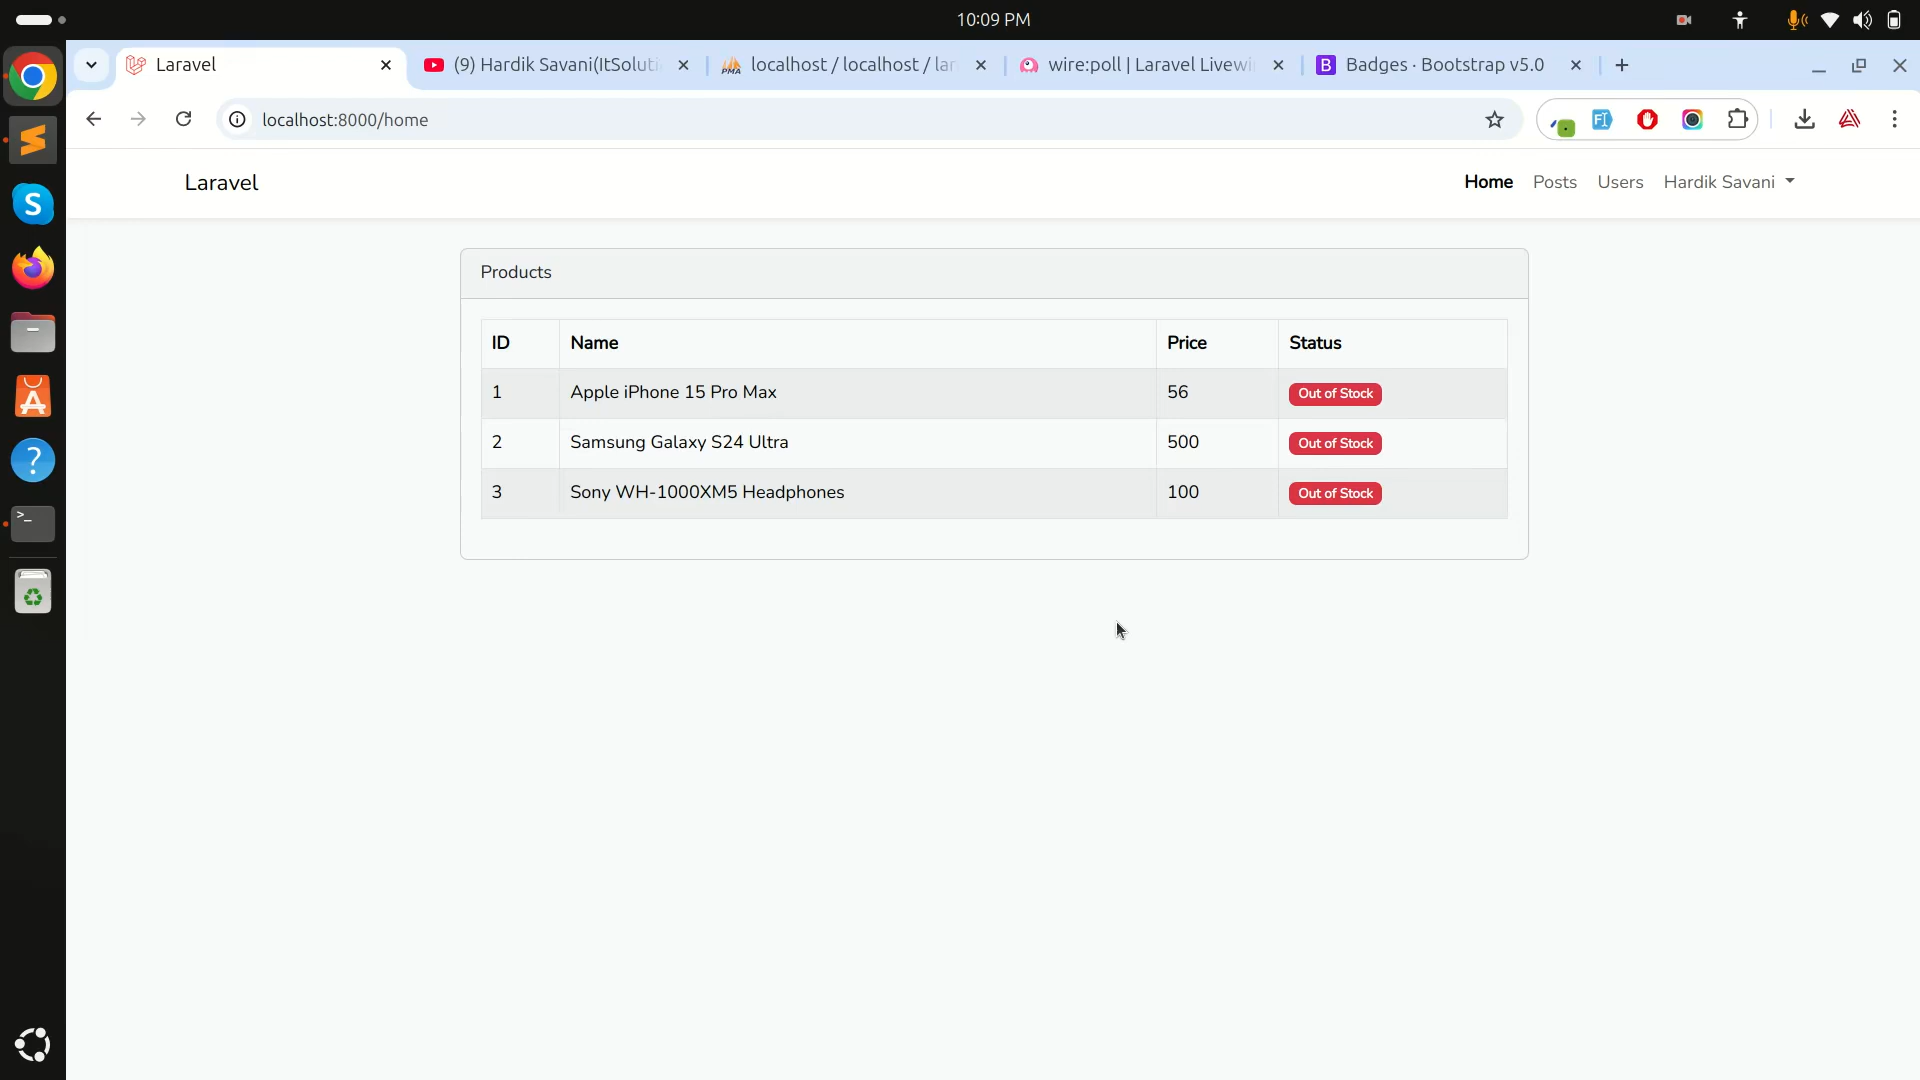 10:09 PM
Laravel
(9) Hardik Savani(ItSoluti
localhost / localhost / lar
wire:poll | Laravel Livewi
Badges · Bootstrap v5.0
localhost:8000/home
Laravel
Home
Posts
Users
Hardik Savani
Products
ID Name Price Status
1 Apple iPhone 15 Pro Max 56 Out of Stock
2 Samsung Galaxy S24 Ultra 500 Out of Stock
3 Sony WH-1000XM5 Headphones 100 Out of Stock